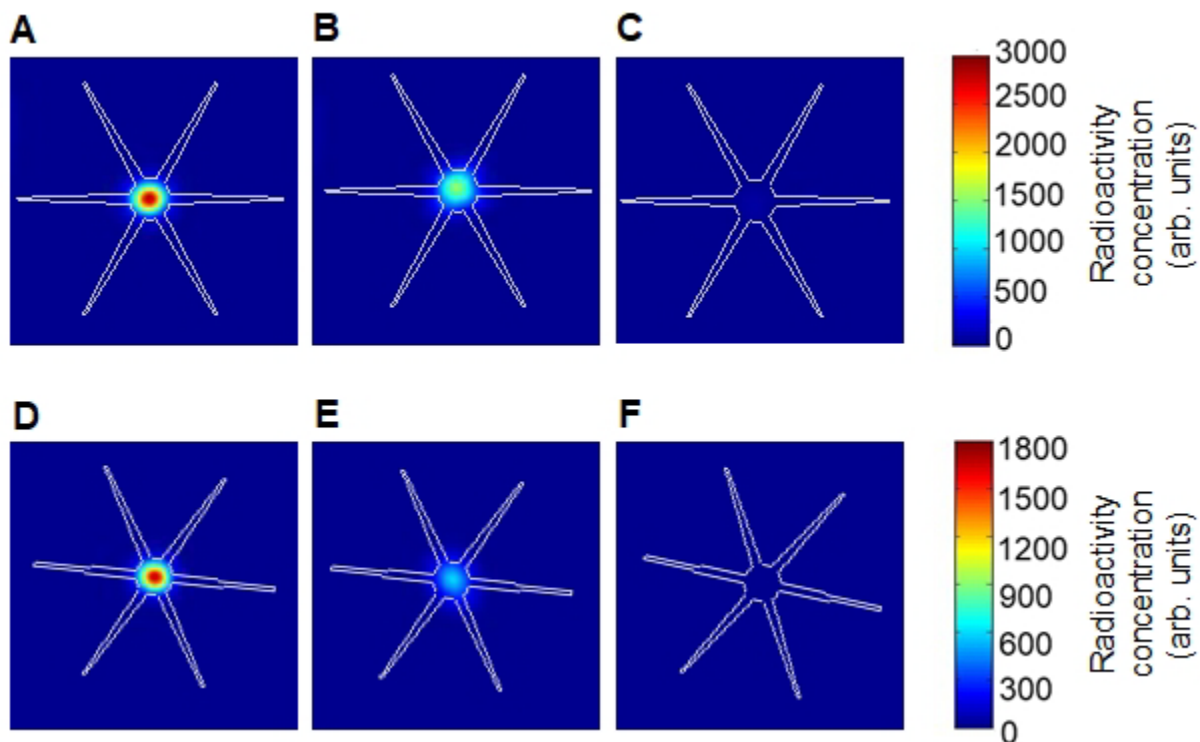 A
B
C
3000
2500
2000
1500
1000
500
0
Radioactivity
concentration
(arb. units)
D
E
F
1800
1500
1200
900
600
300
0
Radioactivity
concentration
(arb. units)